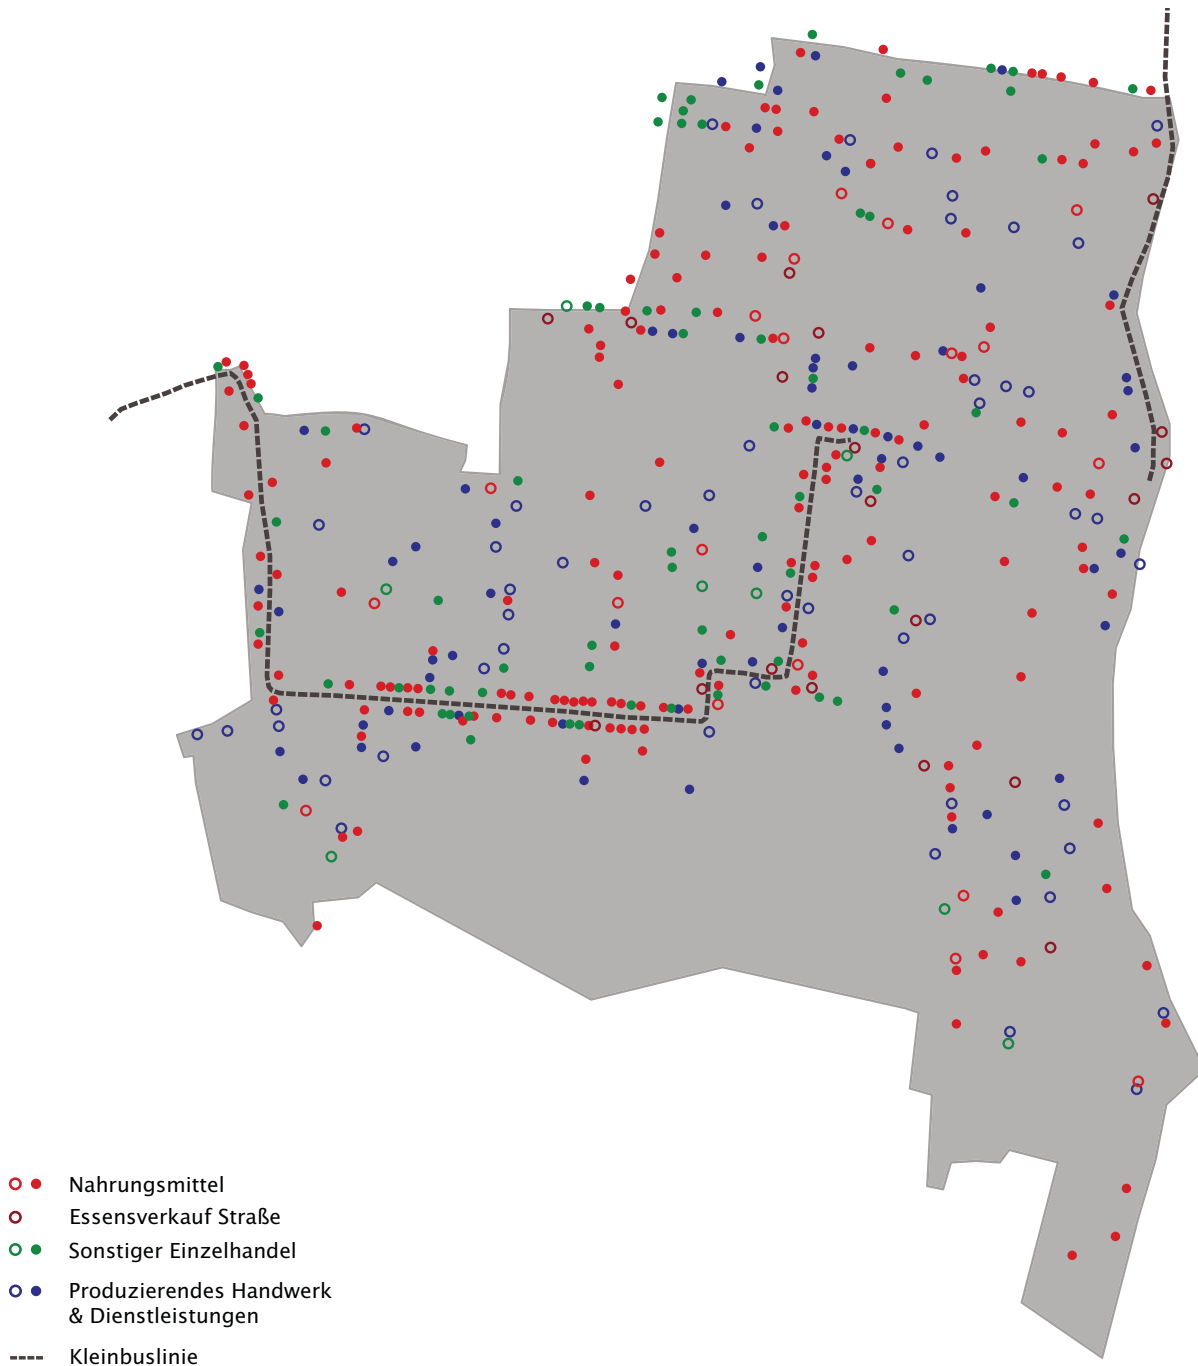 Nahrungsmittel
Essensverkauf Straße
Sonstiger Einzelhandel
Produzierendes Handwerk
& Dienstleistungen
Kleinbuslinie